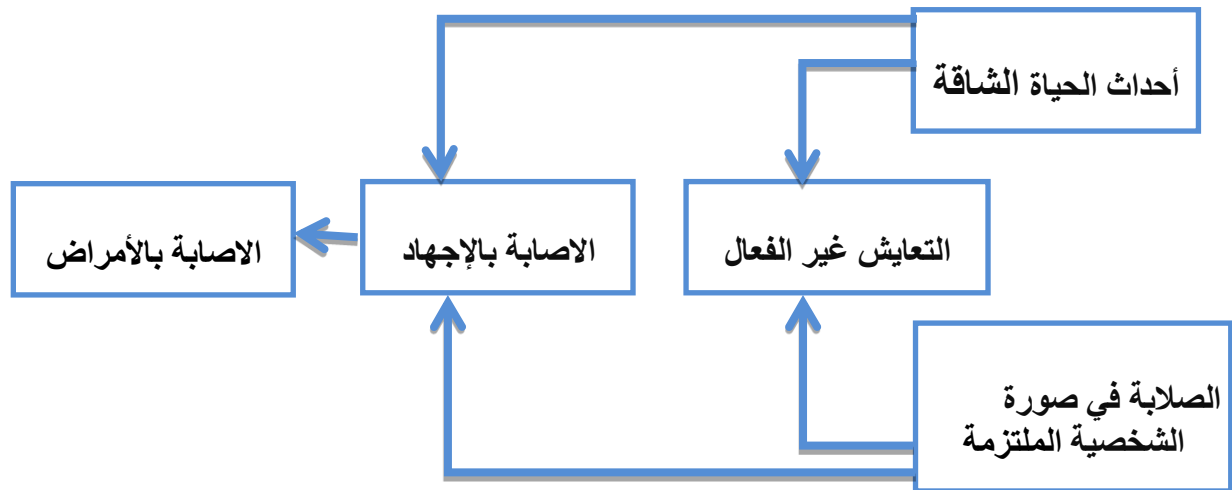 أحداث الحياة الشاقة
التعايش غير الفعال
الاصابة بالإجهاد
الاصابة بالأمراض
الصلابة في صورة
الشخصية الملتزمة